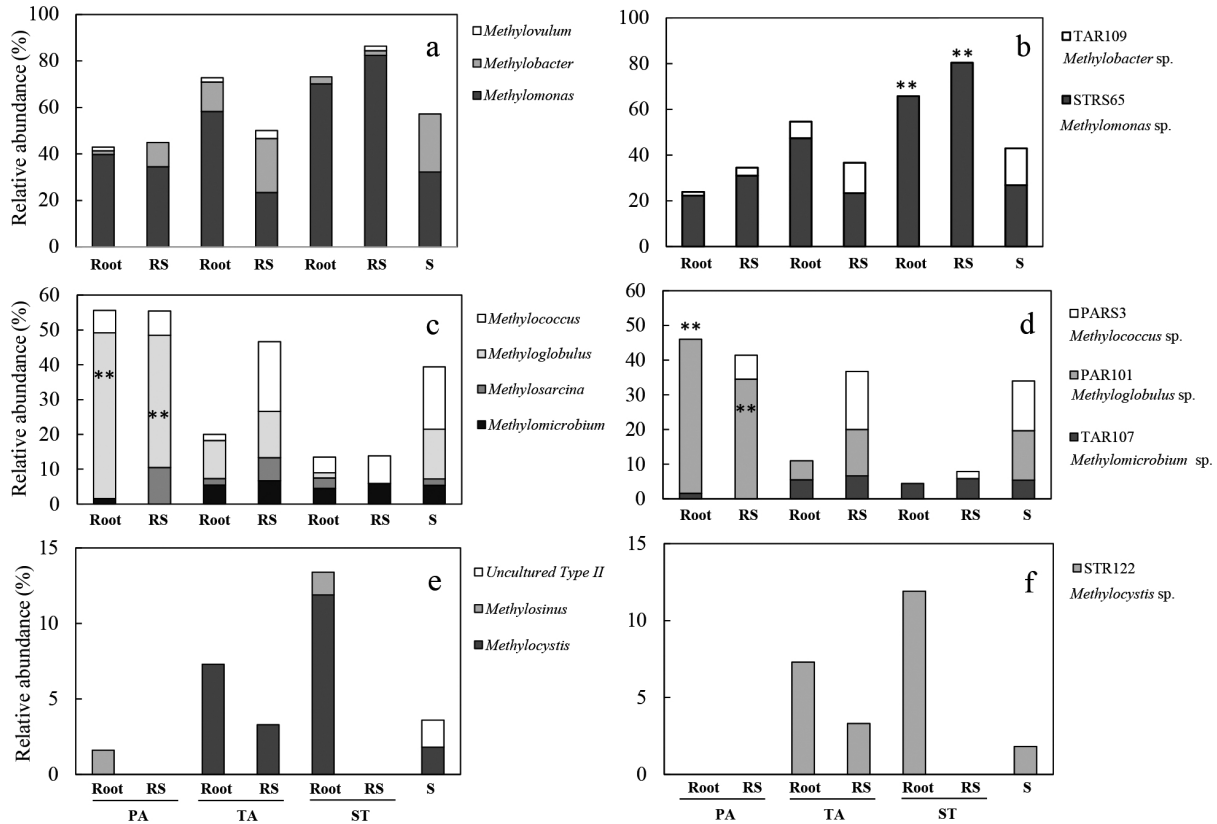 Relative abundance (%)
100
80
60
40
20
0
a
Methylovulum
Methylobacter
Methylomonas
Root RS Root RS Root RS S
100
80
60
40
20
0
b
** **
TAR109
Methylobacter sp.
STRS65
Methylomonas sp.
Root RS Root RS Root RS S
Relative abundance (%)
60
50
40
30
20
10
0
c
** **
Methylococcus
Methyloglobulus
Methylosarcina
Methylomicrobium
Root RS Root RS Root RS S
60
50
40
30
20
10
0
d
** **
PARS3
Methylococcus sp.
PAR101
Methyloglobulus sp.
TAR107
Methylomicrobium sp.
Root RS Root RS Root RS S
Relative abundance (%)
15
10
5
0
e
Uncultured Type II
Methylosinus
Methylocystis
Root RS Root RS Root RS S
PA TA ST
15
10
5
0
f
STR122
Methylocystis sp.
Root RS Root RS Root RS S
PA TA ST